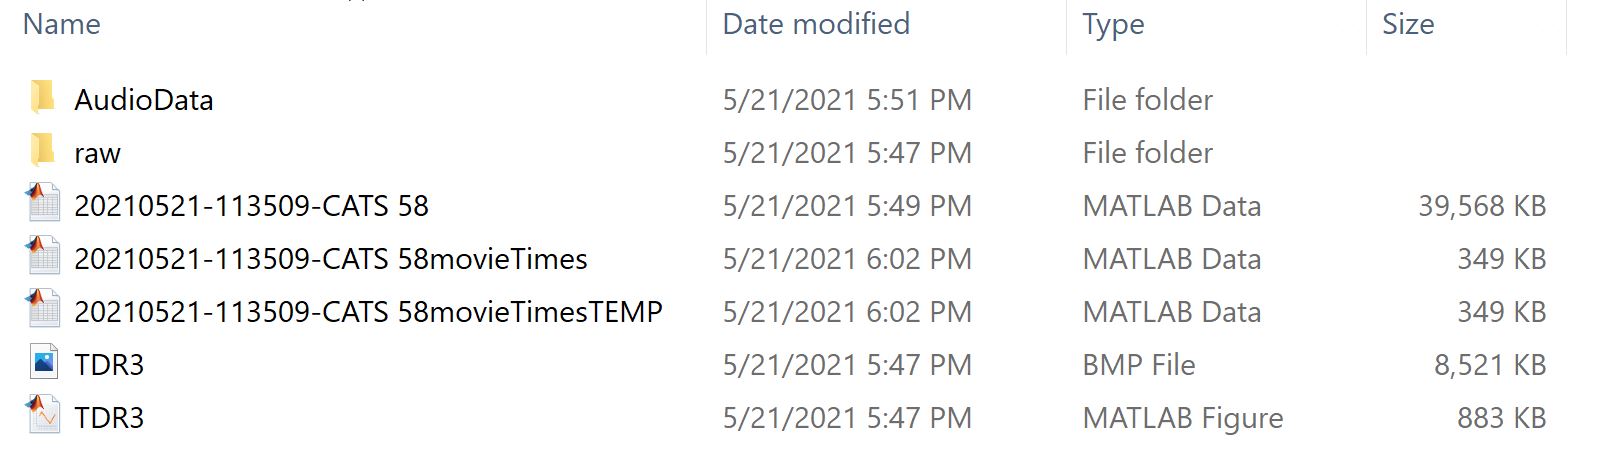 Name Date modified Type Size
AudioData 5/21/2021 5:51 PM File folder
raw 5/21/2021 5:47 PM File folder
20210521-113509-CATS 58 5/21/2021 5:49 PM MATLAB Data 39,568 KB
20210521-113509-CATS 58movieTimes 5/21/2021 6:02 PM MATLAB Data 349 KB
20210521-113509-CATS 58movieTimesTEMP 5/21/2021 6:02 PM MATLAB Data 349 KB
TDR3 5/21/2021 5:47 PM BMP File 8,521 KB
TDR3 5/21/2021 5:47 PM MATLAB Figure 883 KB